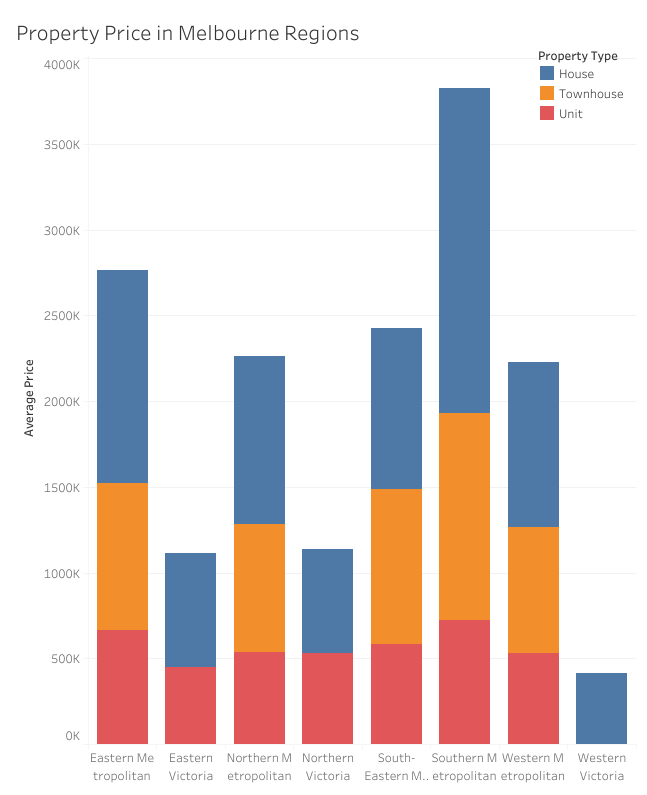 Property Price in Melbourne Regions
Property Type
House
Townhouse
Unit
4000K
3500K
3000K
2500K
2000K
1500K
1000K
500K
0K
Average Price
Eastern Me
tropolitan
Eastern
Victoria
Northern M
etropolitan
Northern
Victoria
South-
Eastern M..
Southern M
etropolitan
Western M
etropolitan
Western
Victoria